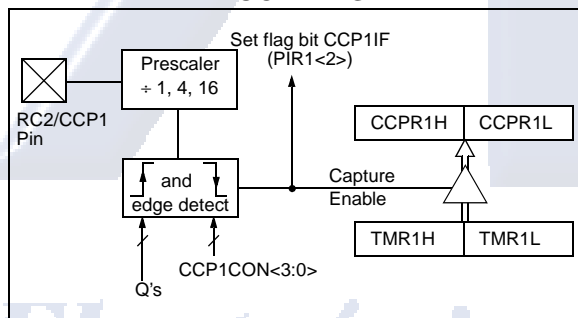 Set flag bit CCP1IF
(PIR1<2>)
Prescaler
÷ 1, 4, 16
RC2/CCP1
Pin
CCPR1H CCPR1L
and
edge detect
Capture
Enable
TMR1H TMR1L
CCP1CON<3:0>
Q's